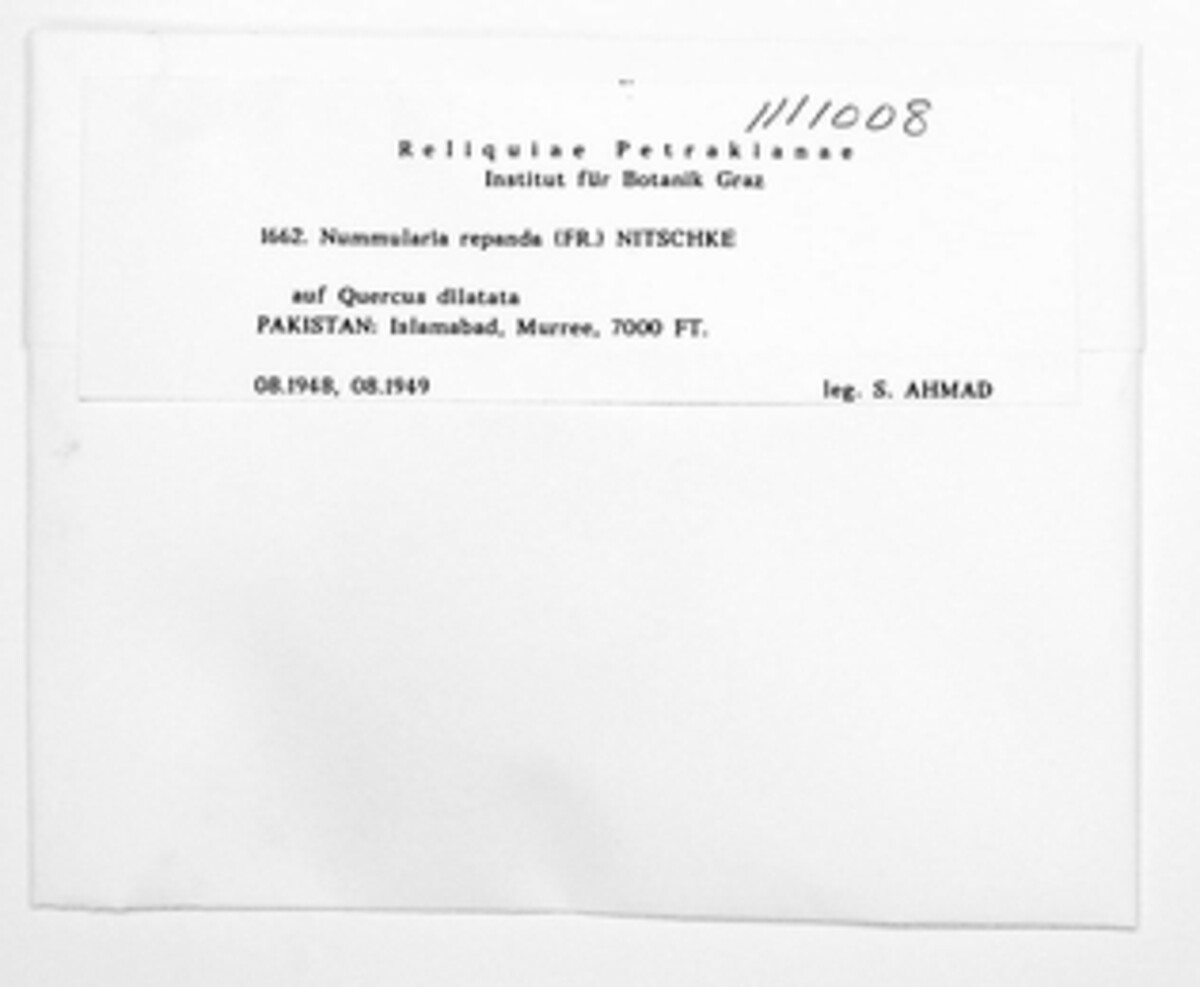 1111008
Reliquiae Petrakianae
Institut für Botanik Graz
1662. Nummularia repanda (FR.) NITSCHKE
auf Quercus dilatata
PAKISTAN: Islamabad, Murree, 7000 FT.
08.1948, 08.1949 leg. S. AHMAD